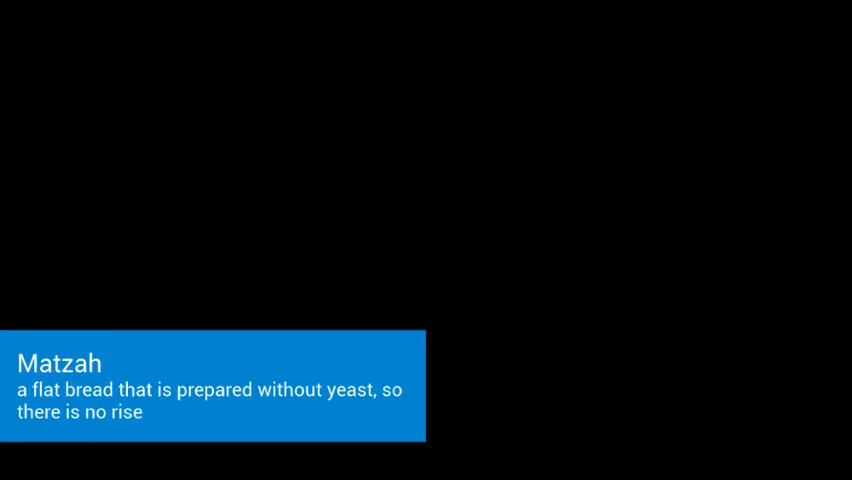 Matzah
a flat bread that is prepared without yeast, so
there is no rise